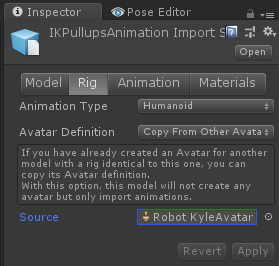 Inspector
Pose Editor
IKPullupsAnimation Import S
Open
Model Rig Animation Materials
Animation Type Humanoid
Avatar Definition Copy From Other Avata
If you have already created an Avatar for another
model with a rig identical to this one, you can
copy its Avatar definition.
With this option, this model will not create any
avatar but only import animations.
Source Robot KyleAvatar
Revert Apply